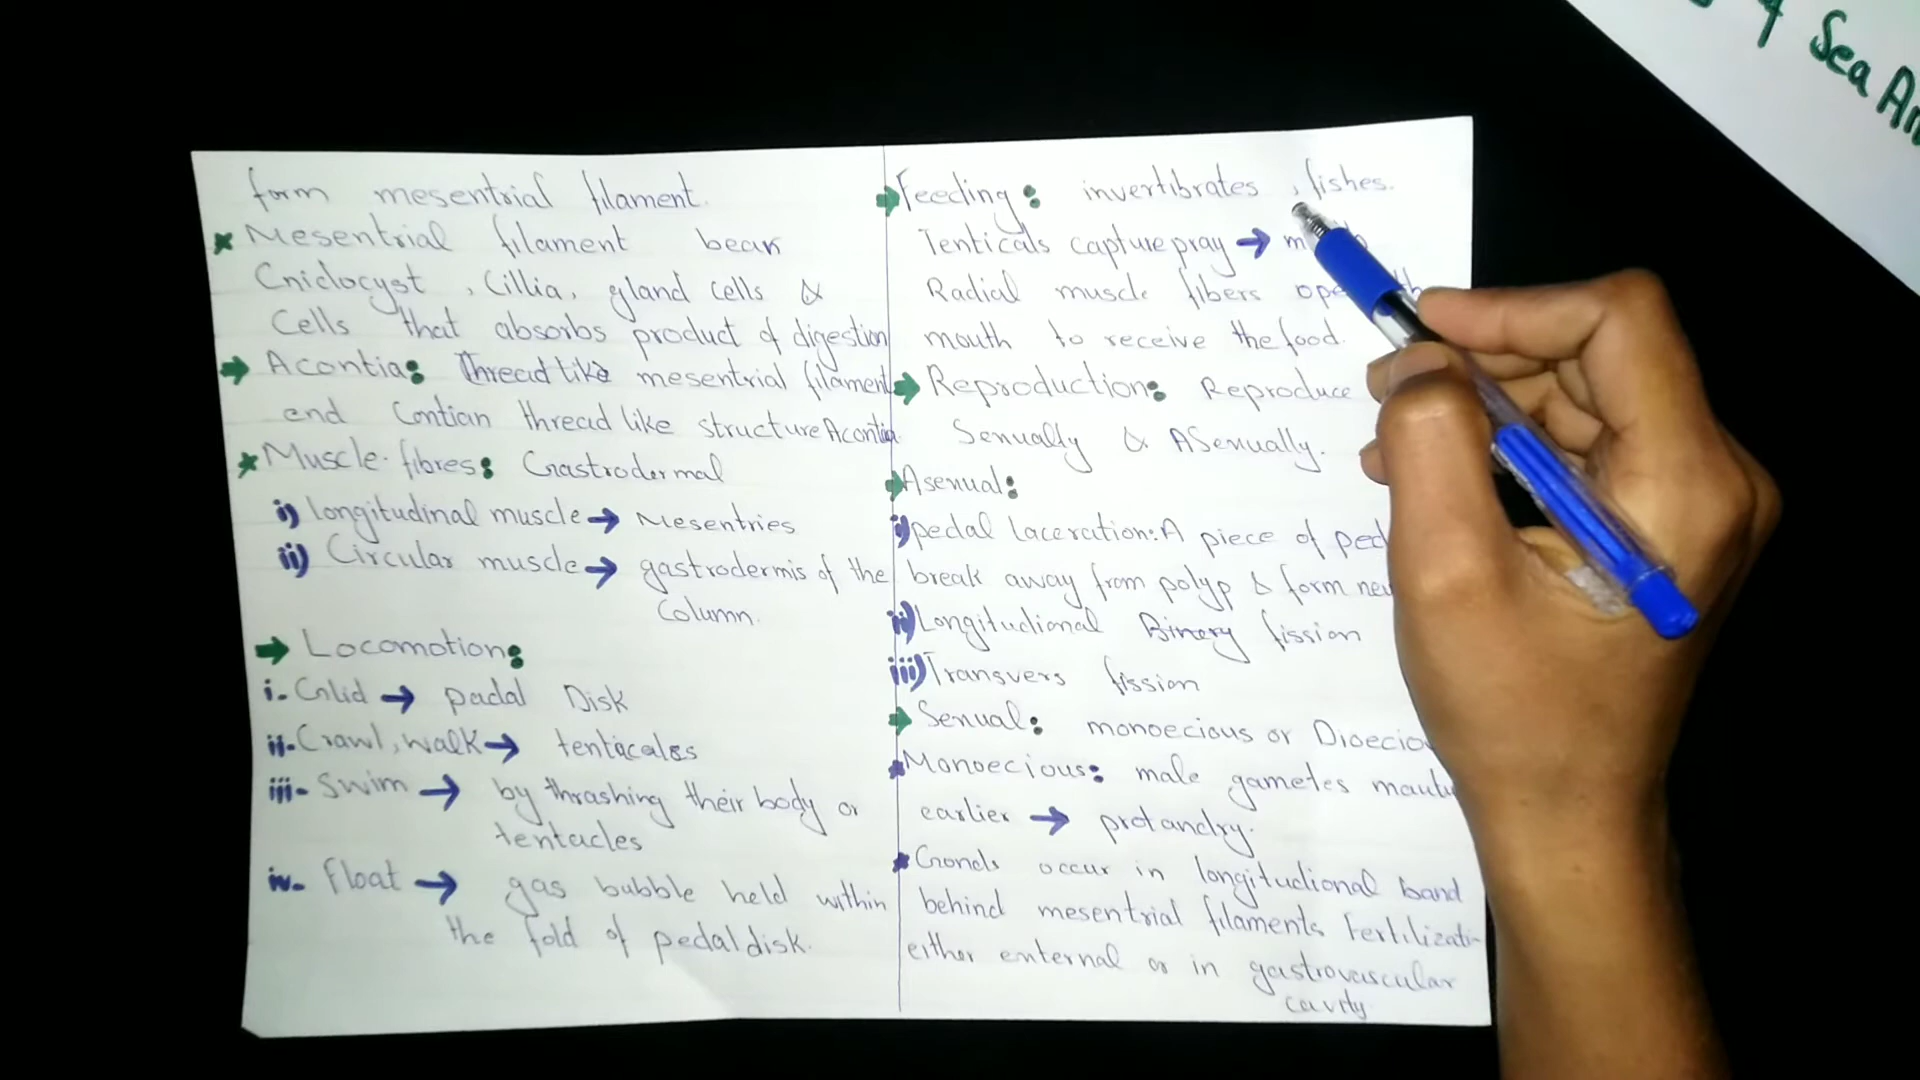 form mesentrial filament.
Mesentrial filament bears
Cnidocyst, Cillia, gland cells &
Cells that absorbs product of digestion
Acontia: Thread like mesentrial filament
end Contian thread like structure Acontia
Muscle fibres: Gastrodermal
i) longitudinal muscle → Mesentries
ii) Circular muscle → gastrodermis of the
Column.
Locomotion:
i- Glid → padal Disk
ii- Crawl, walk → tentacales
iii- Swim → by thrashing their body or
tentacles
iv- Float → gas bubble held within
the fold of pedal disk.
Feeding: invertibrates, fishes.
Tenticals capture pray →
Radial muscle fibers
mouth to receive the food.
Reproduction: Reproduce
Sexually & ASexually.
Asexual:
i) pedal laceration: A piece of
break away from polyp & form
ii) Longitudional Binery fission
iii) Transvers fission
Sexual: monoecious or
Monoecious: male gametes
earlier → protandry.
Gonds occur in longitudional band
behind mesentrial filaments Fertilizati-
either external or in gastrovascular
cavity
Sea